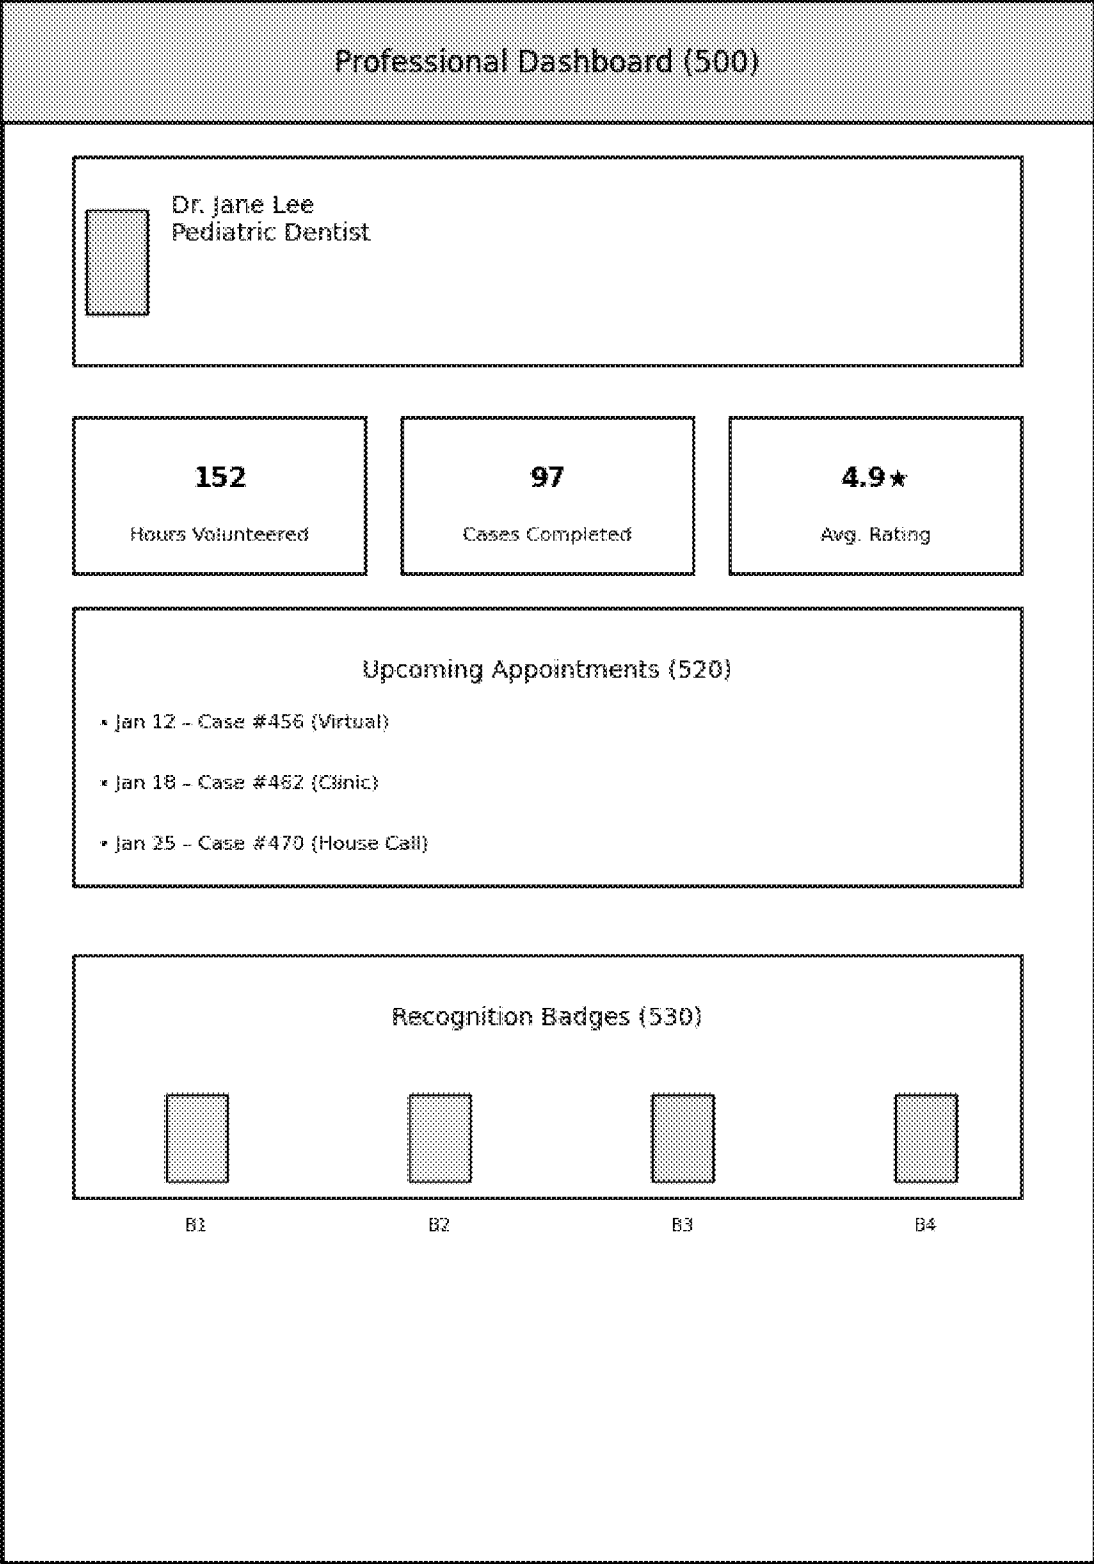 Professional Dashboard (500)
Dr. Jane Lee
Pediatric Dentist
152
Hours Volunteered
97
Cases Completed
4.9★
Avg. Rating
Upcoming Appointments (520)
• Jan 12 – Case #456 (Virtual)
• Jan 18 – Case #462 (Clinic)
• Jan 25 – Case #470 (House Call)
Recognition Badges (530)
B1
B2
B3
B4